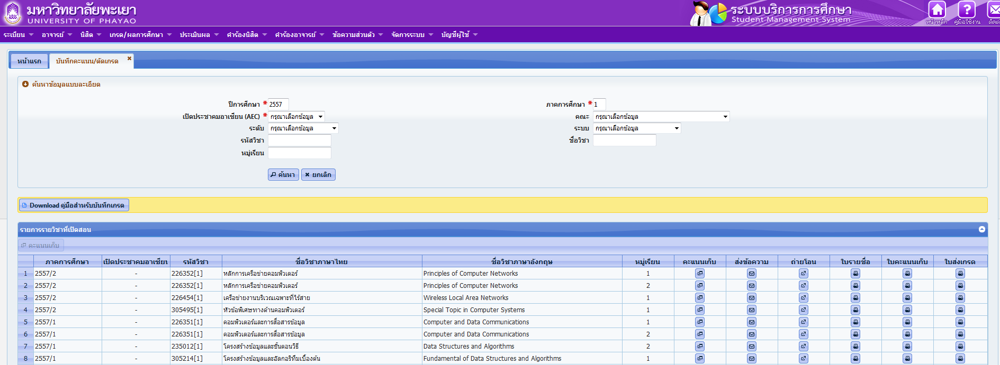 มหาวิทยาลัยพะเยา
UNIVERSITY OF PHAYAO
ระบบบริการการศึกษา
Student Management System
หน้าหลัก คู่มือใช้งาน
ระเบียน อาจารย์ นิสิต เกรด/ผลการศึกษา ประเมินผล คำร้องนิสิต คำร้องอาจารย์ ข้อความส่วนตัว จัดการระบบ บัญชีผู้ใช้
หน้าแรก บันทึกคะแนน/ตัดเกรด
ค้นหาข้อมูลแบบละเอียด
ปีการศึกษา * 2557 ภาคการศึกษา * 1
เปิดประชาคมอาเซียน (AEC) * กรุณาเลือกข้อมูล คณะ กรุณาเลือกข้อมูล
ระดับ กรุณาเลือกข้อมูล ระบบ กรุณาเลือกข้อมูล
รหัสวิชา ชื่อวิชา
หมู่เรียน
ค้นหา ยกเลิก
Download คู่มือสำหรับบันทึกเกรด
รายการรายวิชาที่เปิดสอน
คะแนนเก็บ
ภาคการศึกษา เปิดประชาคมอาเซียน รหัสวิชา ชื่อวิชาภาษาไทย ชื่อวิชาภาษาอังกฤษ หมู่เรียน คะแนนเก็บ ส่งข้อความ ถ่ายโอน ใบรายชื่อ ใบคะแนนเก็บ ใบส่งเกรด
1 2557/2 - 226352[1] หลักการเครือข่ายคอมพิวเตอร์ Principles of Computer Networks 1
2 2557/2 - 226352[1] หลักการเครือข่ายคอมพิวเตอร์ Principles of Computer Networks 2
3 2557/2 - 226454[1] เครือข่ายงานบริเวณเฉพาะที่ไร้สาย Wireless Local Area Networks 1
4 2557/2 - 305495[1] หัวข้อพิเศษทางด้านคอมพิวเตอร์ Special Topic in Computer Systems 1
5 2557/1 - 226351[1] คอมพิวเตอร์และการสื่อสารข้อมูล Computer and Data Communications 1
6 2557/1 - 226351[1] คอมพิวเตอร์และการสื่อสารข้อมูล Computer and Data Communications 2
7 2557/1 - 235012[1] โครงสร้างข้อมูลและขั้นตอนวิธี Data Structures and Algorithms 2
8 2557/1 - 305214[1] โครงสร้างข้อมูลและอัลกอริทึมเบื้องต้น Fundamental of Data Structures and Algorithms 1